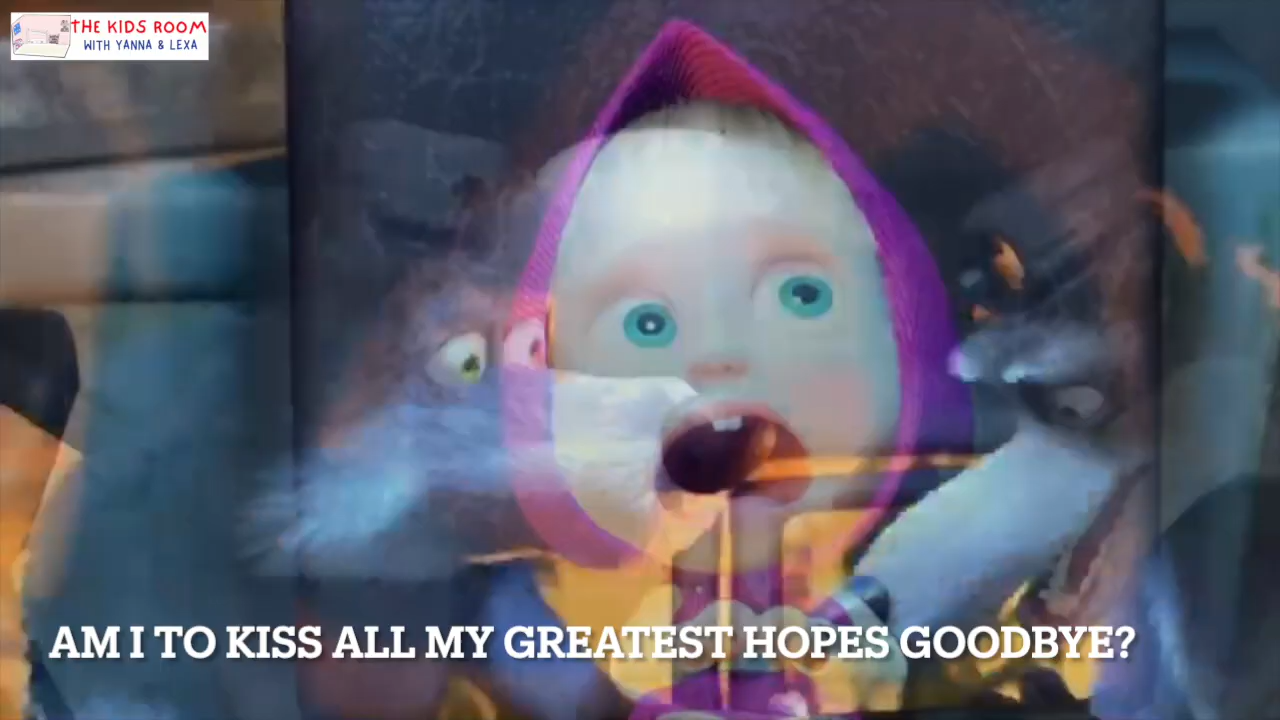 THE KIDS ROOM
WITH YANNA & LEXA
AM I TO KISS ALL MY GREATEST HOPES GOODBYE?